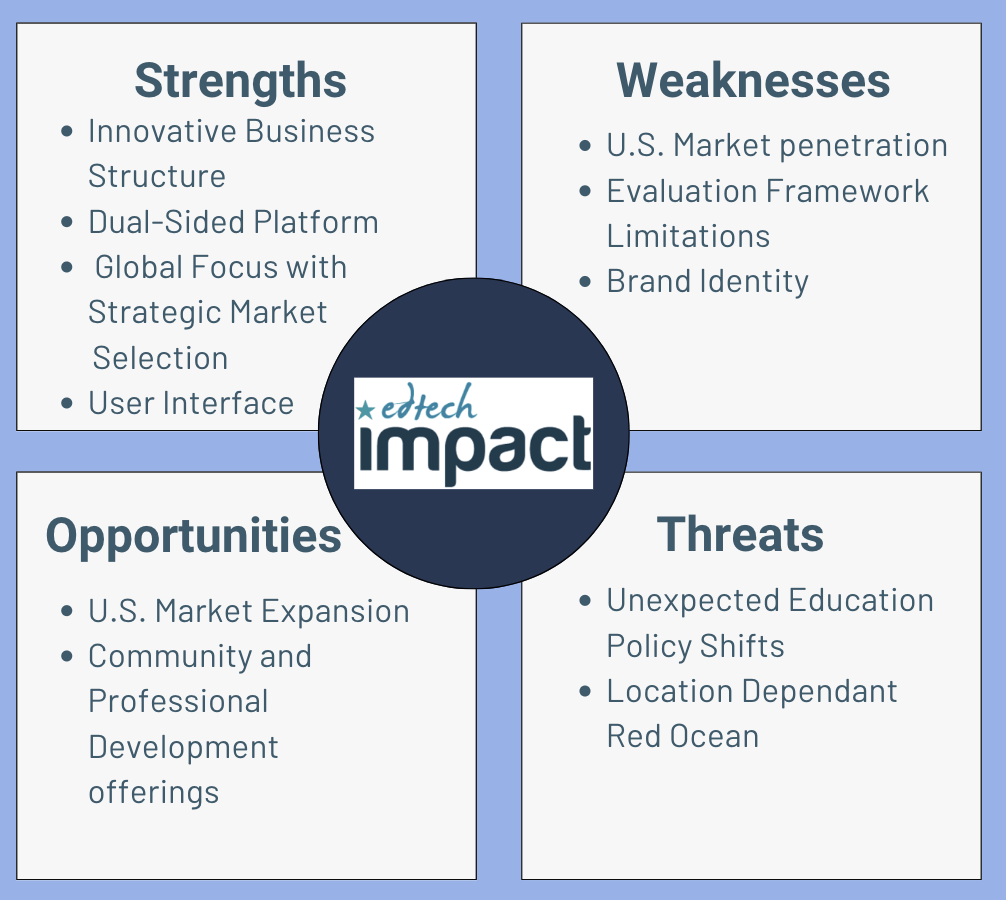 Strengths
• Innovative Business
Structure
• Dual-Sided Platform
• Global Focus with
Strategic Market
Selection
• User Interface
Weaknesses
• U.S. Market penetration
• Evaluation Framework
Limitations
• Brand Identity
edtech
impact
Opportunities
• U.S. Market Expansion
• Community and
Professional
Development
offerings
Threats
• Unexpected Education
Policy Shifts
• Location Dependant
Red Ocean